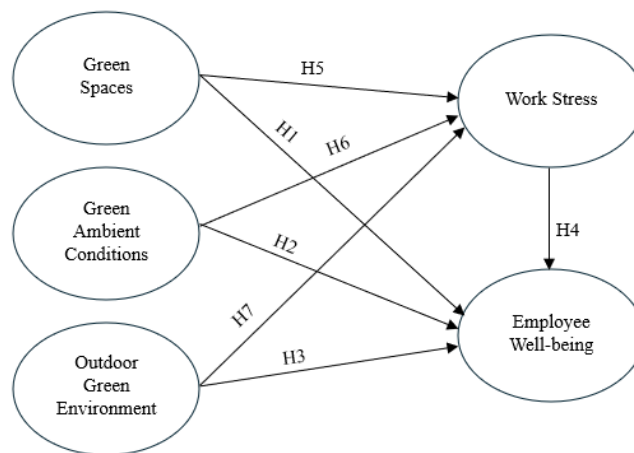 Green
Spaces
H5
Work Stress
H1
H6
Green
Ambient
Conditions
H4
H2
H7
Employee
Well-being
Outdoor
Green
Environment
H3